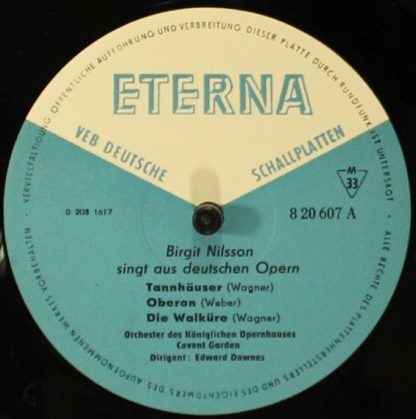 ETERNA
VEB DEUTSCHE SCHALLPLATTEN
M
33
0 203 1617
8 20 607 A
Birgit Nilsson
singt aus deutschen Opern
Tannhäuser (Wagner)
Oberon (Weber)
Die Walküre (Wagner)
Orchester des Königlichen Opernhauses
Covent Garden
Dirigent: Edward Downes
ALLE RECHTE DES PLATTENHERSTELLERS UND DES EIGENTÜMERS DES AUFGENOMMENEN WERKES VORBEHALTEN · VERVIELFÄLTIGUNG, ÖFFENTLICHE AUFFÜHRUNG UND VERBREITUNG DIESER PLATTE DURCH RUNDFUNK IST UNTERSAGT ·